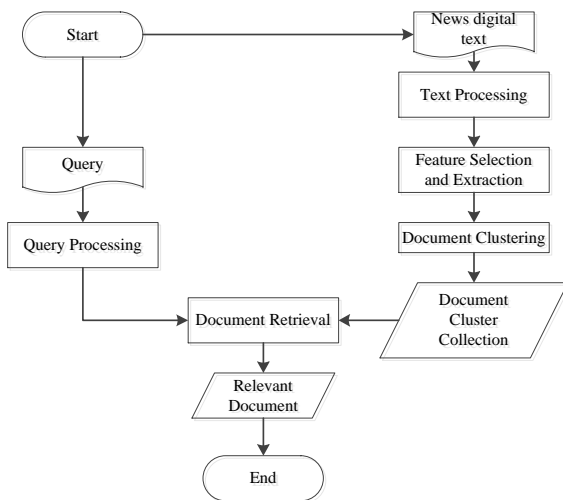 Start
News digital
text
Text Processing
Query
Feature Selection
and Extraction
Query Processing
Document Clustering
Document Retrieval
Document
Cluster
Collection
Relevant
Document
End